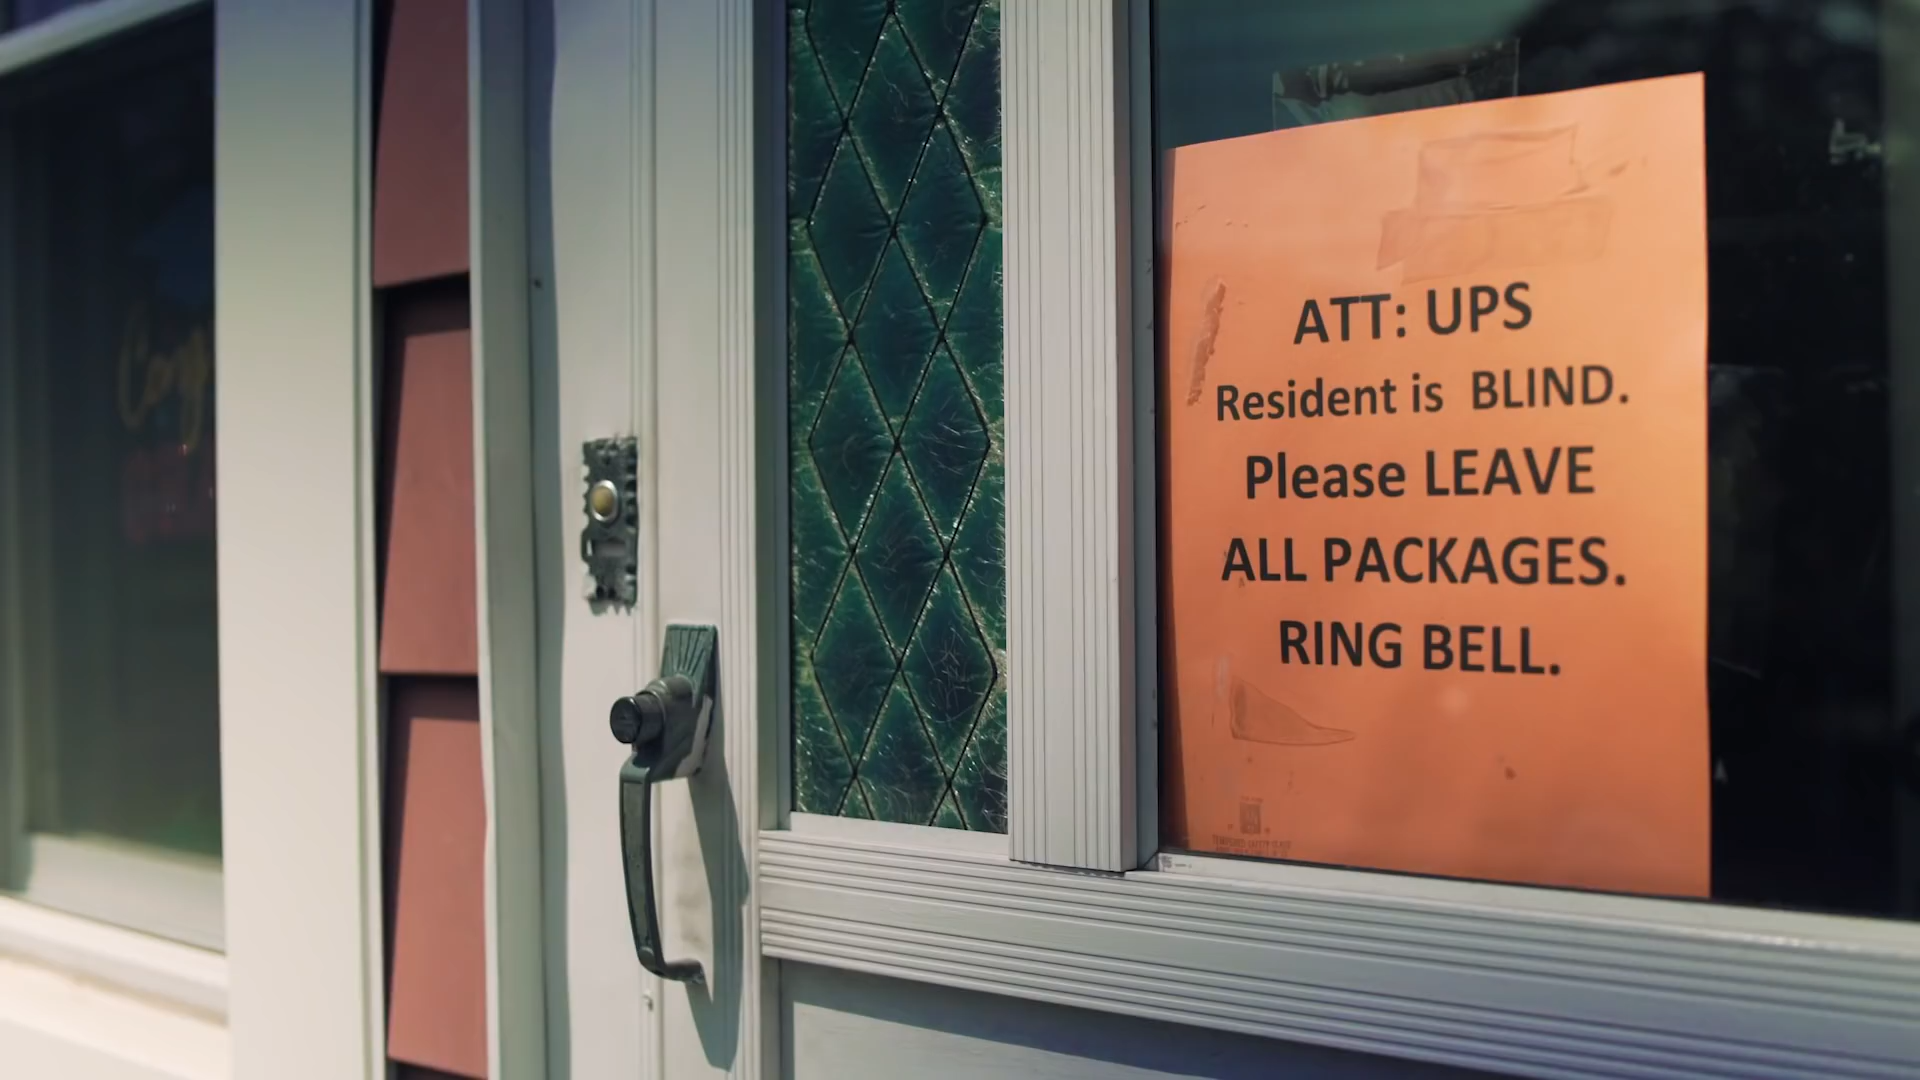 ATT: UPS
Resident is BLIND.
Please LEAVE
ALL PACKAGES.
RING BELL.